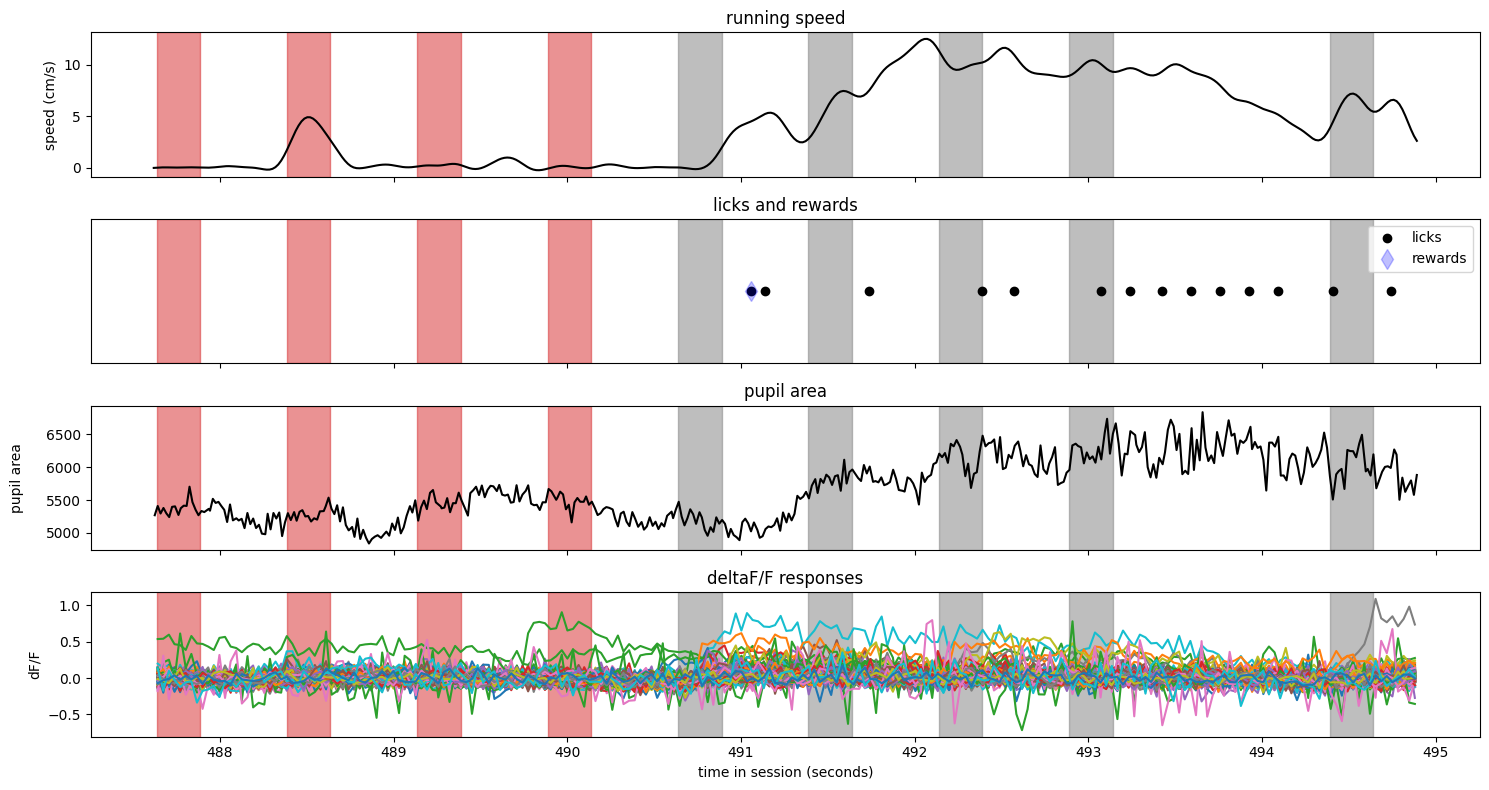 running speed
speed (cm/s)
10
5
0
licks and rewards
licks
rewards
pupil area
pupil area
6500
6000
5500
5000
deltaF/F responses
dF/F
1.0
0.5
0.0
−0.5
488 489 490 491 492 493 494 495
time in session (seconds)